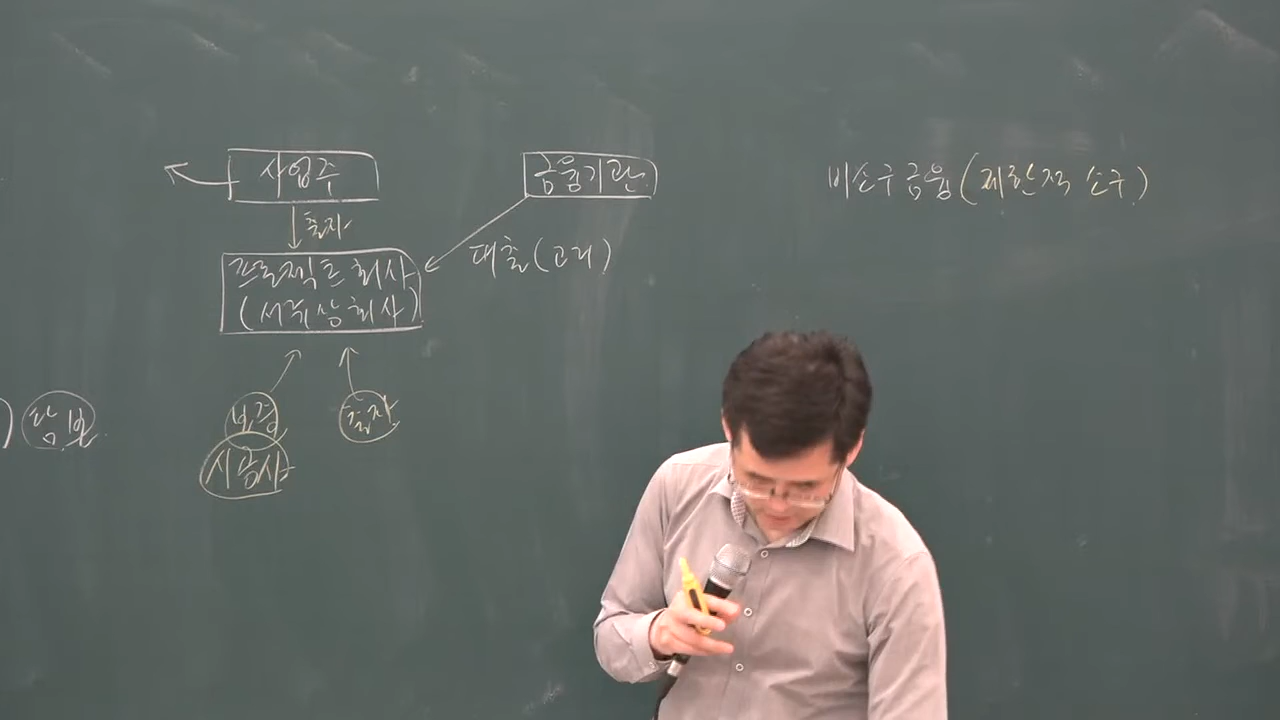 사업주
금융기관
비소구금융(제한적 소구)
출자
대출(고리)
프로젝트 회사
(서류상회사)
담보
보증
출자
시공사